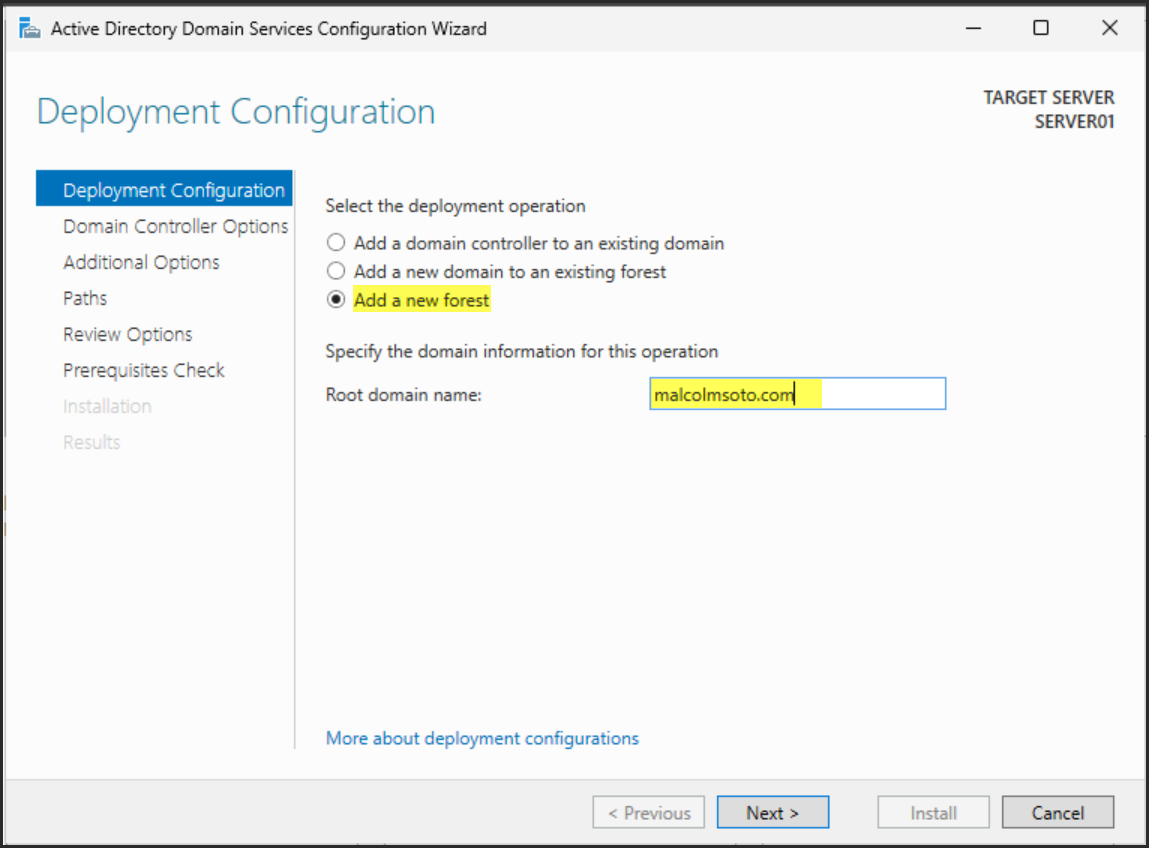 Active Directory Domain Services Configuration Wizard
Deployment Configuration
TARGET SERVER
SERVER01
Deployment Configuration
Domain Controller Options
Additional Options
Paths
Review Options
Prerequisites Check
Installation
Results
Select the deployment operation
Add a domain controller to an existing domain
Add a new domain to an existing forest
Add a new forest
Specify the domain information for this operation
Root domain name:
malcolmsoto.com
More about deployment configurations
< Previous
Next >
Install
Cancel